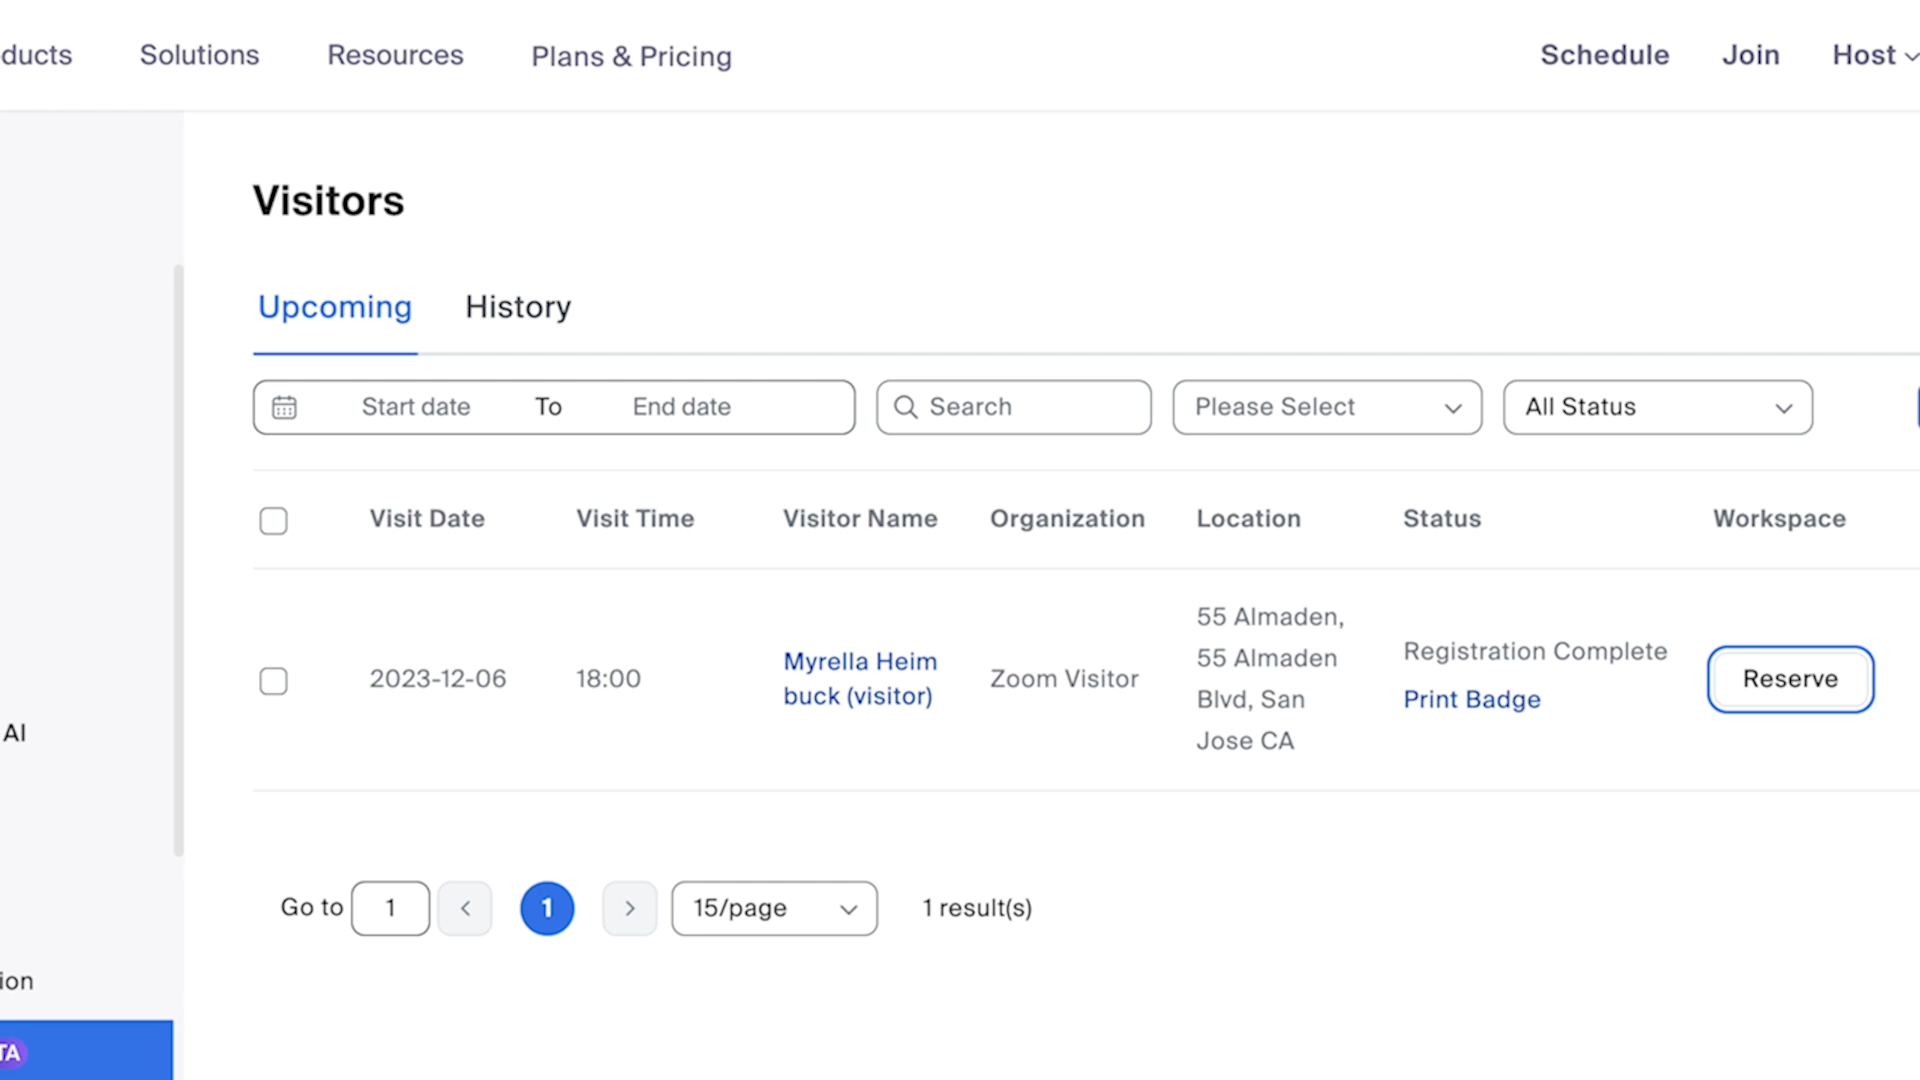 ducts Solutions Resources Plans & Pricing Schedule Join Host
Visitors
Upcoming History
Start date To End date Search Please Select All Status
Visit Date Visit Time Visitor Name Organization Location Status Workspace
2023-12-06 18:00 Myrella Heim
buck (visitor) Zoom Visitor 55 Almaden,
55 Almaden
Blvd, San
Jose CA Registration Complete
Print Badge Reserve
AI
Go to 1 1 15/page 1 result(s)
ion
TA